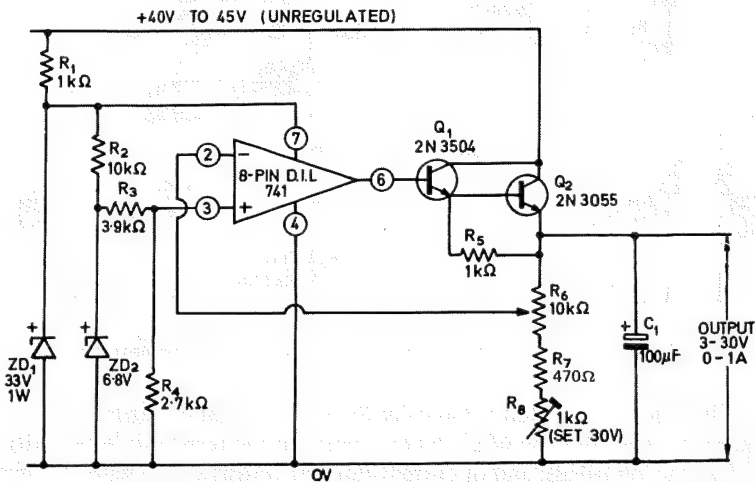 +40V TO 45V (UNREGULATED)
R1
1kΩ
R2
10kΩ
R3
3·9kΩ
2
−
3
+
7
8-PIN D.I.L
741
4
6
Q1
2N 3504
Q2
2N 3055
R5
1kΩ
R6
10kΩ
R7
470Ω
R8
1kΩ
(SET 30V)
+
C1
100µF
OUTPUT
3-30V
0-1A
+
ZD1
33V
1W
+
ZD2
6·8V
R4
2·7kΩ
0V